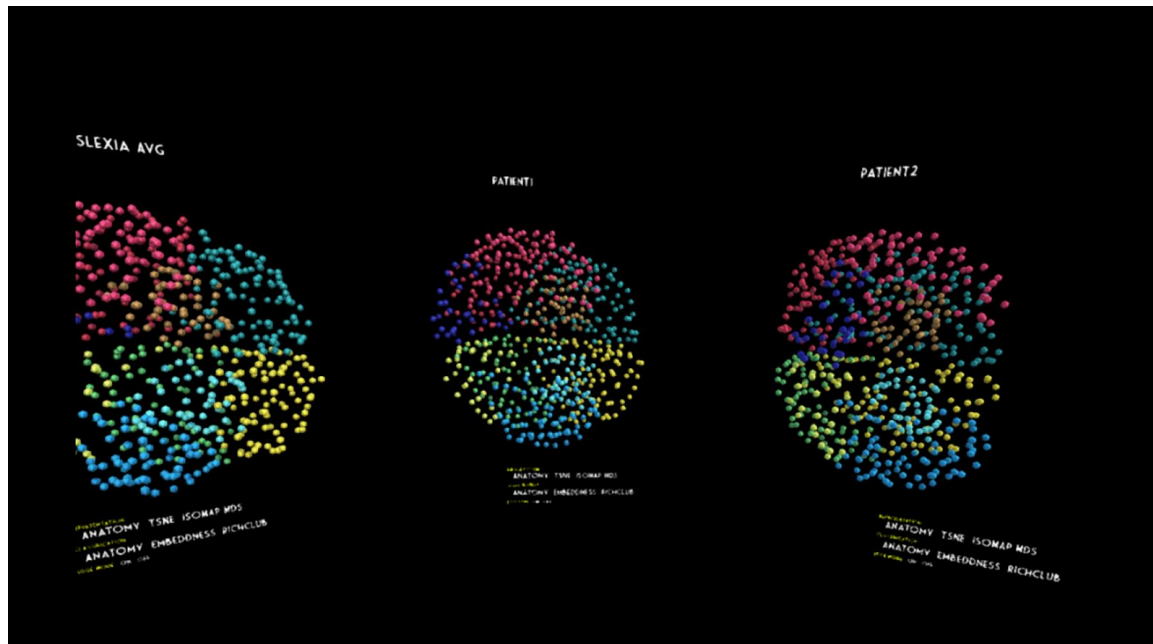 SLEXIA AVG
ANATOMY TSNE ISOMAP MDS
ANATOMY EMBEDDNESS RICHCLUB
PATIENT1
ANATOMY TSNE ISOMAP MDS
ANATOMY EMBEDDNESS RICHCLUB
PATIENT2
ANATOMY TSNE ISOMAP MDS
ANATOMY EMBEDDNESS RICHCLUB